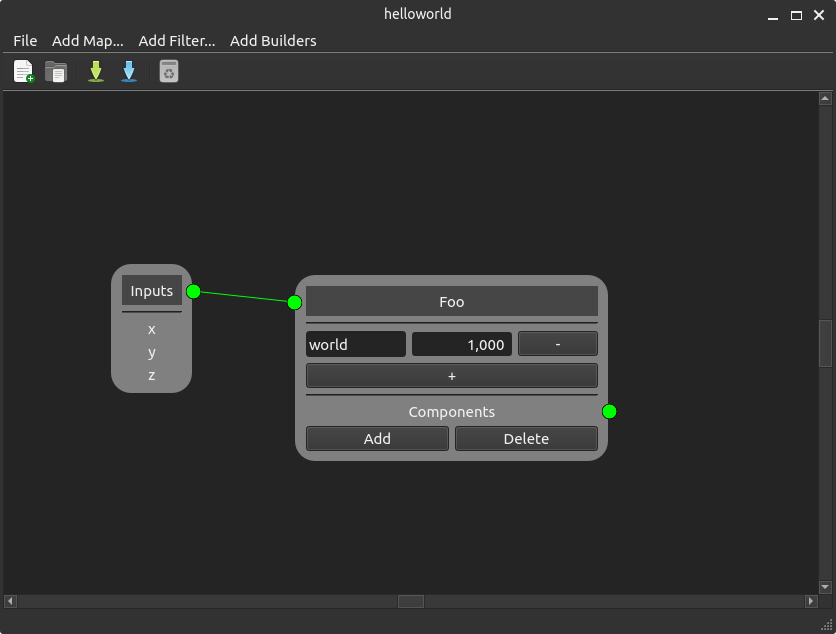 helloworld
File Add Map... Add Filter... Add Builders
Inputs
x
y
z
Foo
world 1,000 -
+
Components
Add Delete